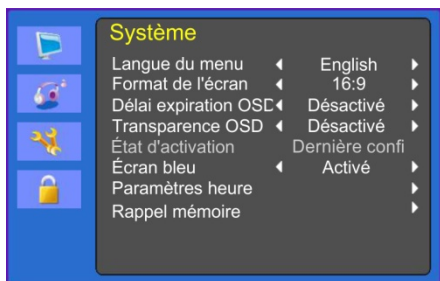 Système
Langue du menu English
Format de l'écran 16:9
Délai expiration OSD Désactivé
Transparence OSD Désactivé
État d'activation Dernière confi
Écran bleu Activé
Paramètres heure
Rappel mémoire